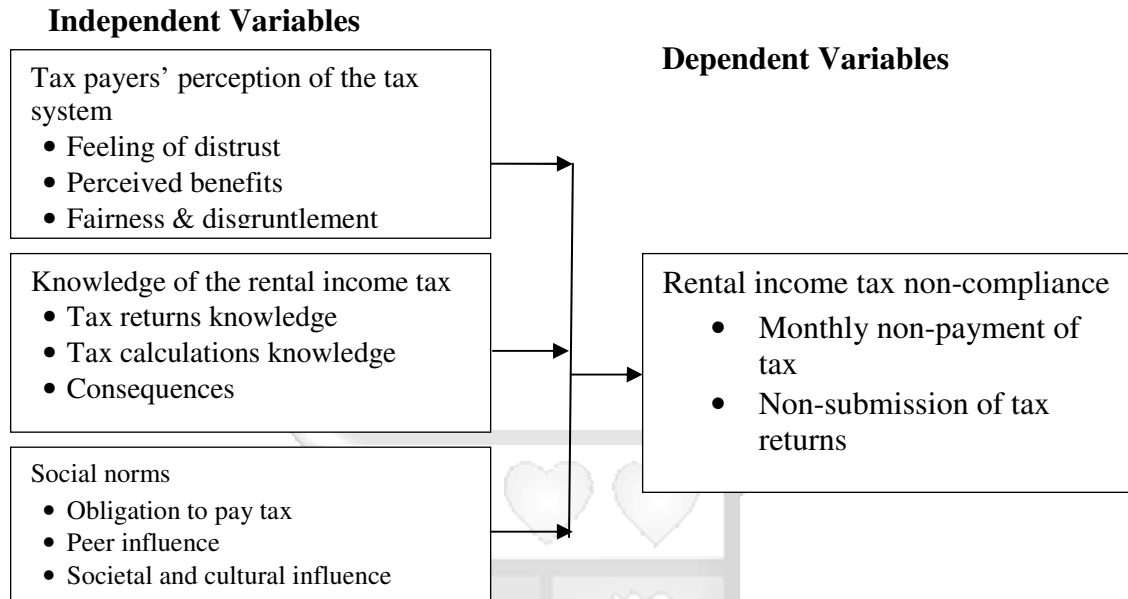 Independent Variables
Dependent Variables
Tax payers’ perception of the tax
system
• Feeling of distrust
• Perceived benefits
• Fairness & disgruntlement
Knowledge of the rental income tax
• Tax returns knowledge
• Tax calculations knowledge
• Consequences
Social norms
• Obligation to pay tax
• Peer influence
• Societal and cultural influence
Rental income tax non-compliance
• Monthly non-payment of
tax
• Non-submission of tax
returns